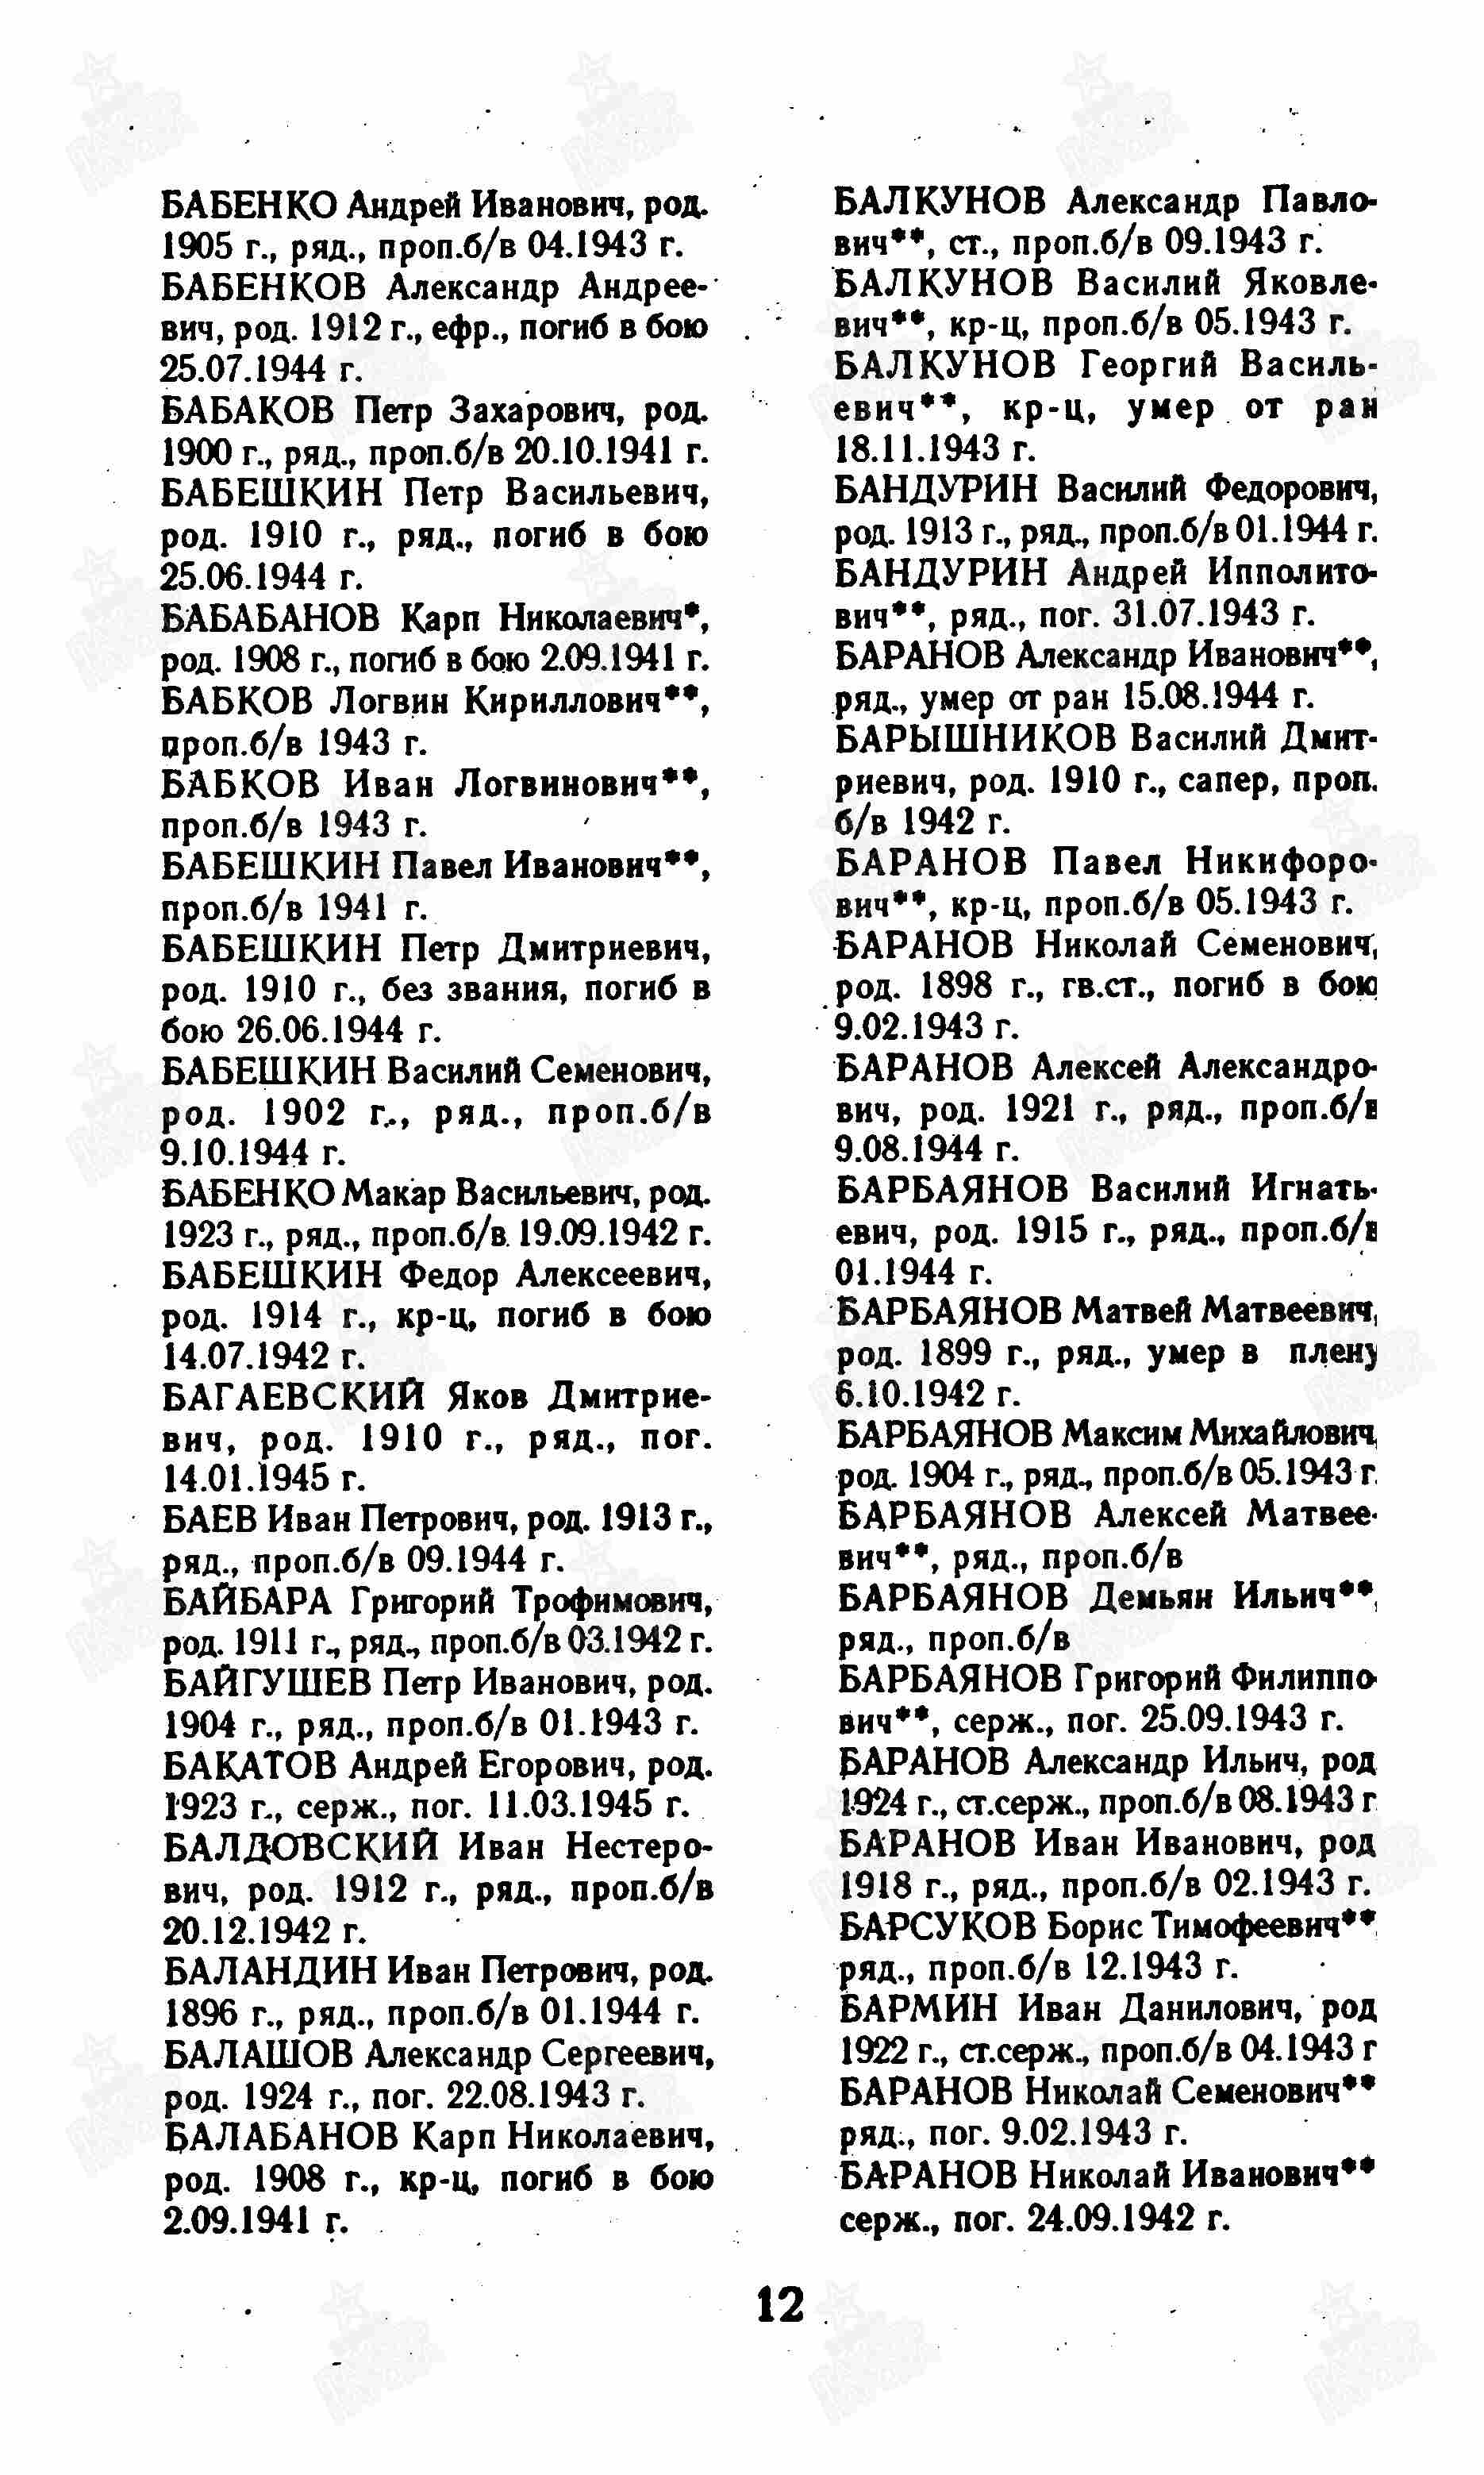 БАБЕНКО Андрей Иванович, род.
1905 г., ряд., проп.б/в 04.1943 г.
БАБЕНКОВ Александр Андрее-
вич, род. 1912 г., ефр., погиб в бою
25.07.1944 г.
БАБАКОВ Петр Захарович, род.
1900 г., ряд., проп.б/в 20.10.1941 г.
БАБЕШКИН Петр Васильевич,
род. 1910 г., ряд., погиб в бою
25.06.1944 г.
БАБАБАНОВ Карп Николаевич*,
род. 1908 г., погиб в бою 2.09.1941 г.
БАБКОВ Логвин Кириллович**,
проп.б/в 1943 г.
БАБКОВ Иван Логвинович**,
проп.б/в 1943 г.
БАБЕШКИН Павел Иванович**,
проп.б/в 1941 г.
БАБЕШКИН Петр Дмитриевич,
род. 1910 г., без звания, погиб в
бою 26.06.1944 г.
БАБЕШКИН Василий Семенович,
род. 1902 г., ряд., проп.б/в
9.10.1944 г.
БАБЕНКО Макар Васильевич, род.
1923 г., ряд., проп.б/в. 19.09.1942 г.
БАБЕШКИН Федор Алексеевич,
род. 1914 г., кр-ц, погиб в бою
14.07.1942 г.
БАГАЕВСКИЙ Яков Дмитрие-
вич, род. 1910 г., ряд., пог.
14.01.1945 г.
БАЕВ Иван Петрович, род. 1913 г.,
ряд., проп.б/в 09.1944 г.
БАЙБАРА Григорий Трофимович,
род. 1911 г., ряд., проп.б/в 03.1942 г.
БАЙГУШЕВ Петр Иванович, род.
1904 г., ряд., проп.б/в 01.1943 г.
БАКАТОВ Андрей Егорович, род.
1923 г., серж., пог. 11.03.1945 г.
БАЛДОВСКИЙ Иван Нестеро-
вич, род. 1912 г., ряд., проп.б/в
20.12.1942 г.
БАЛАНДИН Иван Петрович, род.
1896 г., ряд., проп.б/в 01.1944 г.
БАЛАШОВ Александр Сергеевич,
род. 1924 г., пог. 22.08.1943 г.
БАЛАБАНОВ Карп Николаевич,
род. 1908 г., кр-ц, погиб в бою
2.09.1941 г.
БАЛКУНОВ Александр Павло-
вич**, ст., проп.б/в 09.1943 г.
БАЛКУНОВ Василий Яковле-
вич**, кр-ц, проп.б/в 05.1943 г.
БАЛКУНОВ Георгий Василь-
евич**, кр-ц, умер от ран
18.11.1943 г.
БАНДУРИН Василий Федорович,
род. 1913 г., ряд., проп.б/в 01.1944 г.
БАНДУРИН Андрей Ипполито-
вич**, ряд., пог. 31.07.1943 г.
БАРАНОВ Александр Иванович**,
ряд., умер от ран 15.08.1944 г.
БАРЫШНИКОВ Василий Дмит-
риевич, род. 1910 г., сапер, проп.
б/в 1942 г.
БАРАНОВ Павел Никифоро-
вич**, кр-ц, проп.б/в 05.1943 г.
БАРАНОВ Николай Семенович,
род. 1898 г., гв.ст., погиб в бою
9.02.1943 г.
БАРАНОВ Алексей Александро-
вич, род. 1921 г., ряд., проп.б/в
9.08.1944 г.
БАРБАЯНОВ Василий Игнать-
евич, род. 1915 г., ряд., проп.б/в
01.1944 г.
БАРБАЯНОВ Матвей Матвеевич,
род. 1899 г., ряд., умер в плену
6.10.1942 г.
БАРБАЯНОВ Максим Михайлович,
род. 1904 г., ряд., проп.б/в 05.1943 г.
БАРБАЯНОВ Алексей Матвее-
вич**, ряд., проп.б/в
БАРБАЯНОВ Демьян Ильич**,
ряд., проп.б/в
БАРБАЯНОВ Григорий Филиппо-
вич**, серж., пог. 25.09.1943 г.
БАРАНОВ Александр Ильич, род
1924 г., ст.серж., проп.б/в 08.1943 г
БАРАНОВ Иван Иванович, род
1918 г., ряд., проп.б/в 02.1943 г.
БАРСУКОВ Борис Тимофеевич**,
ряд., проп.б/в 12.1943 г.
БАРМИН Иван Данилович, род
1922 г., ст.серж., проп.б/в 04.1943 г
БАРАНОВ Николай Семенович**
ряд., пог. 9.02.1943 г.
БАРАНОВ Николай Иванович**
серж., пог. 24.09.1942 г.
12